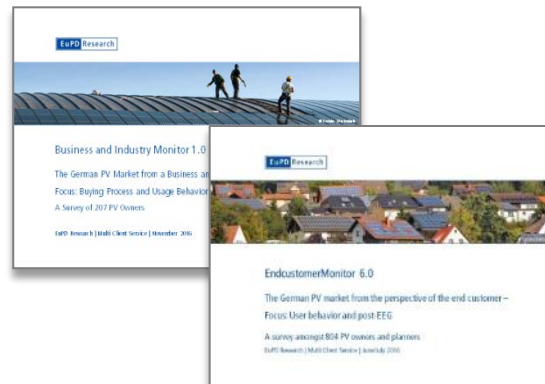 EuPD Research
Business and Industry Monitor 1.0
The German PV Market from a Business an
Focus: Buying Process and Usage Behavior
A Survey of 207 PV Owners
EuPD Research | Multi Client Service | November 2016
EuPD Research
EndcustomerMonitor 6.0
The German PV market from the perspective of the end customer –
Focus: User behavior and post-EEG
A survey amongst 804 PV owners and planners
EuPD Research | Multi Client Service | June/July 2016